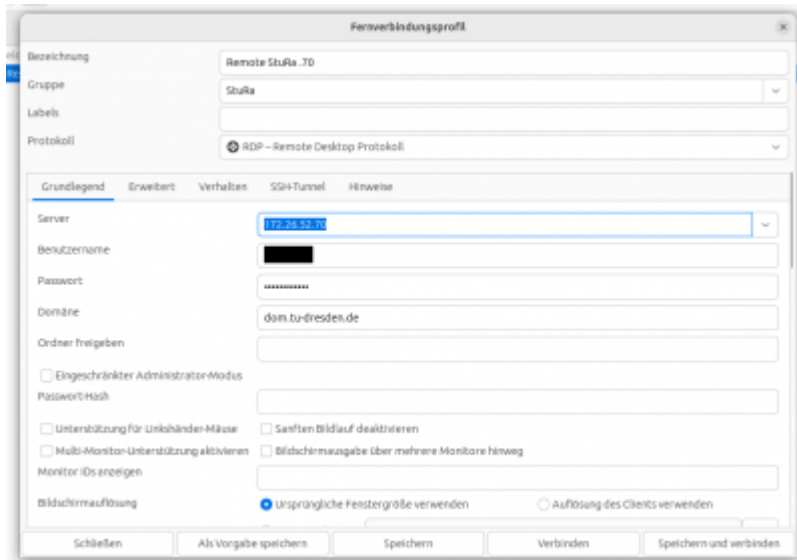 Fernverbindungsprofil
Bezeichnung Remote StuRa .70
Gruppe StuRa
Labels
Protokoll RDP – Remote Desktop Protokoll
Grundlegend Erweitert Verhalten SSH-Tunnel Hinweise
Server 172.26.52.70
Benutzername
Passwort ••••••••••••
Domäne dom.tu-dresden.de
Ordner freigeben
Eingeschränkter Administrator-Modus
Passwort-Hash
Unterstützung für Linkshänder-Mäuse Sanften Bildlauf deaktivieren
Multi-Monitor-Unterstützung aktivieren Bildschirmausgabe über mehrere Monitore hinweg
Monitor IDs anzeigen
Bildschirmauflösung Ursprüngliche Fenstergröße verwenden Auflösung des Clients verwenden
Schließen Als Vorgabe speichern Speichern Verbinden Speichern und verbinden